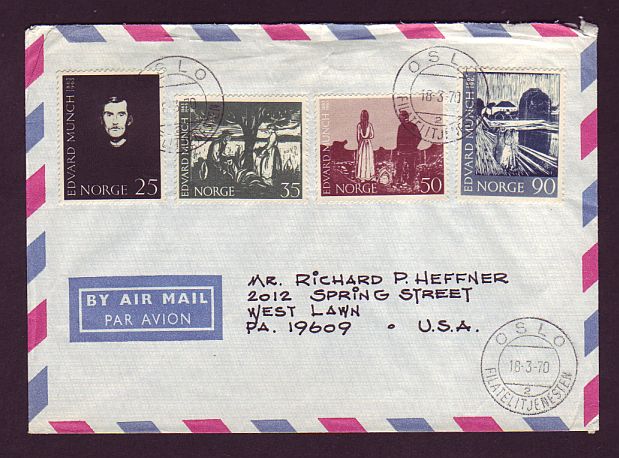 OSLO
EDVARD MUNCH
NORGE 25
EDVARD MUNCH
NORGE 35
EDVARD MUNCH
NORGE 50
OSLO
18-3-70
2
FILATELITJENESTEN
EDVARD MUNCH
NORGE 90
BY AIR MAIL
PAR AVION
MR. RICHARD P. HEFFNER
2012 SPRING STREET
WEST LAWN
PA. 19609 • U.S.A.
OSLO
18-3-70
2
FILATELITJENESTEN